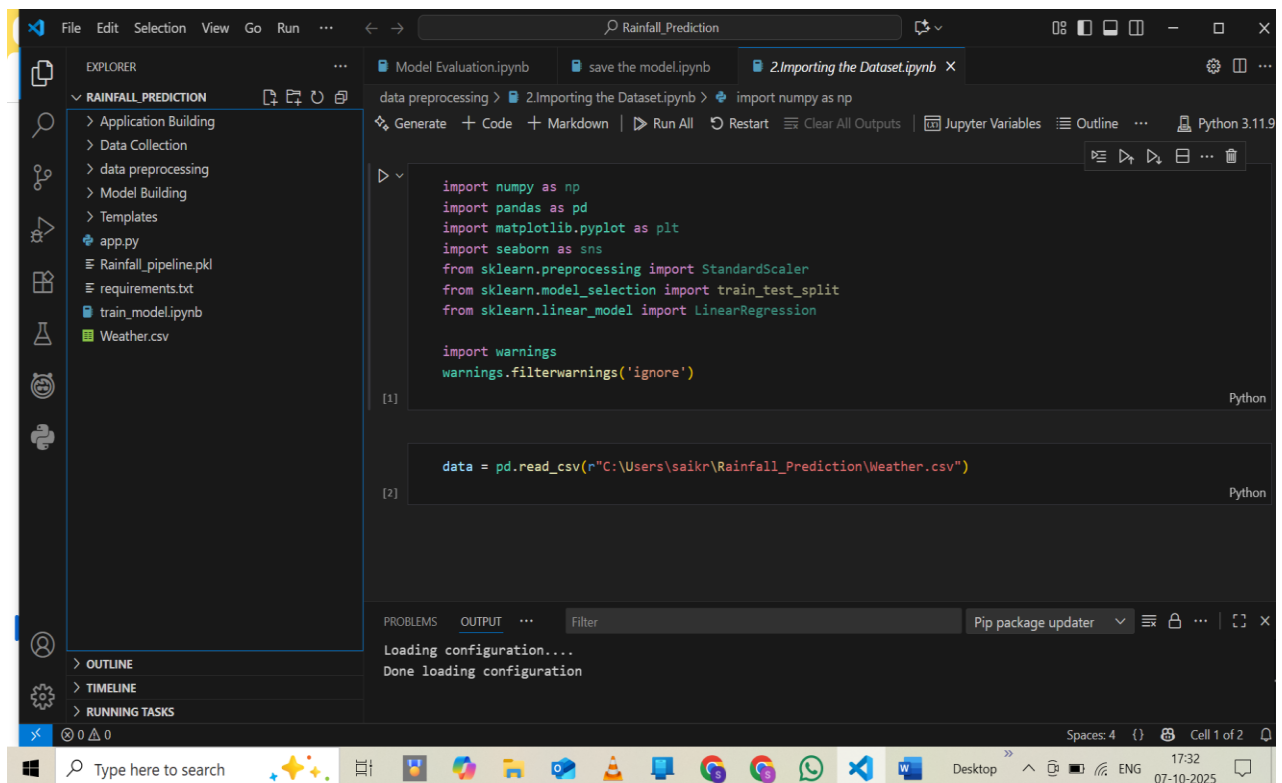 File Edit Selection View Go Run ···
Rainfall_Prediction
EXPLORER ···
RAINFALL_PREDICTION
Application Building
Data Collection
data preprocessing
Model Building
Templates
app.py
Rainfall_pipeline.pkl
requirements.txt
train_model.ipynb
Weather.csv
OUTLINE
TIMELINE
RUNNING TASKS
Model Evaluation.ipynb save the model.ipynb 2.Importing the Dataset.ipynb
data preprocessing > 2.Importing the Dataset.ipynb > import numpy as np
Generate + Code + Markdown Run All Restart Clear All Outputs Jupyter Variables Outline ··· Python 3.11.9
import numpy as np
import pandas as pd
import matplotlib.pyplot as plt
import seaborn as sns
from sklearn.preprocessing import StandardScaler
from sklearn.model_selection import train_test_split
from sklearn.linear_model import LinearRegression
import warnings
warnings.filterwarnings('ignore')
[1] Python
data = pd.read_csv(r"C:\Users\saikr\Rainfall_Prediction\Weather.csv")
[2] Python
PROBLEMS OUTPUT ··· Filter Pip package updater
Loading configuration....
Done loading configuration
0 0 Spaces: 4 {} Cell 1 of 2
Type here to search Desktop ENG 17:32
07-10-2025